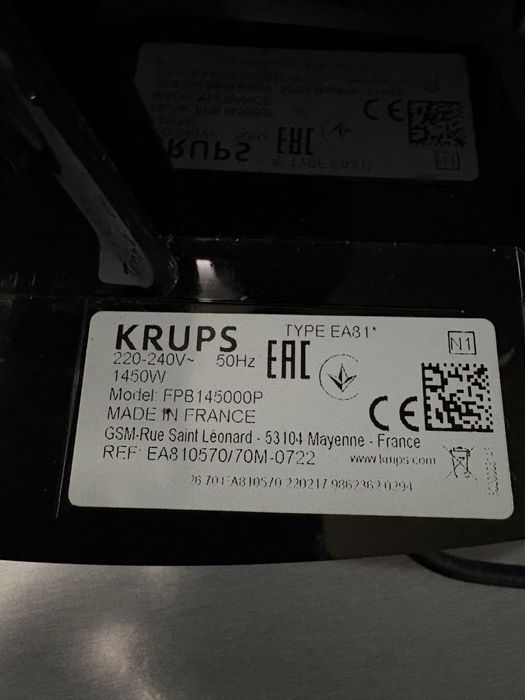 KRUPS
TYPE EA81*
N1
220-240V~ 50Hz
EAC
1450W
Model: FPB145000P
MADE IN FRANCE
CE
GSM-Rue Saint Léonard - 53104 Mayenne - France
REF: EA810570/70M-0722
www.krups.com